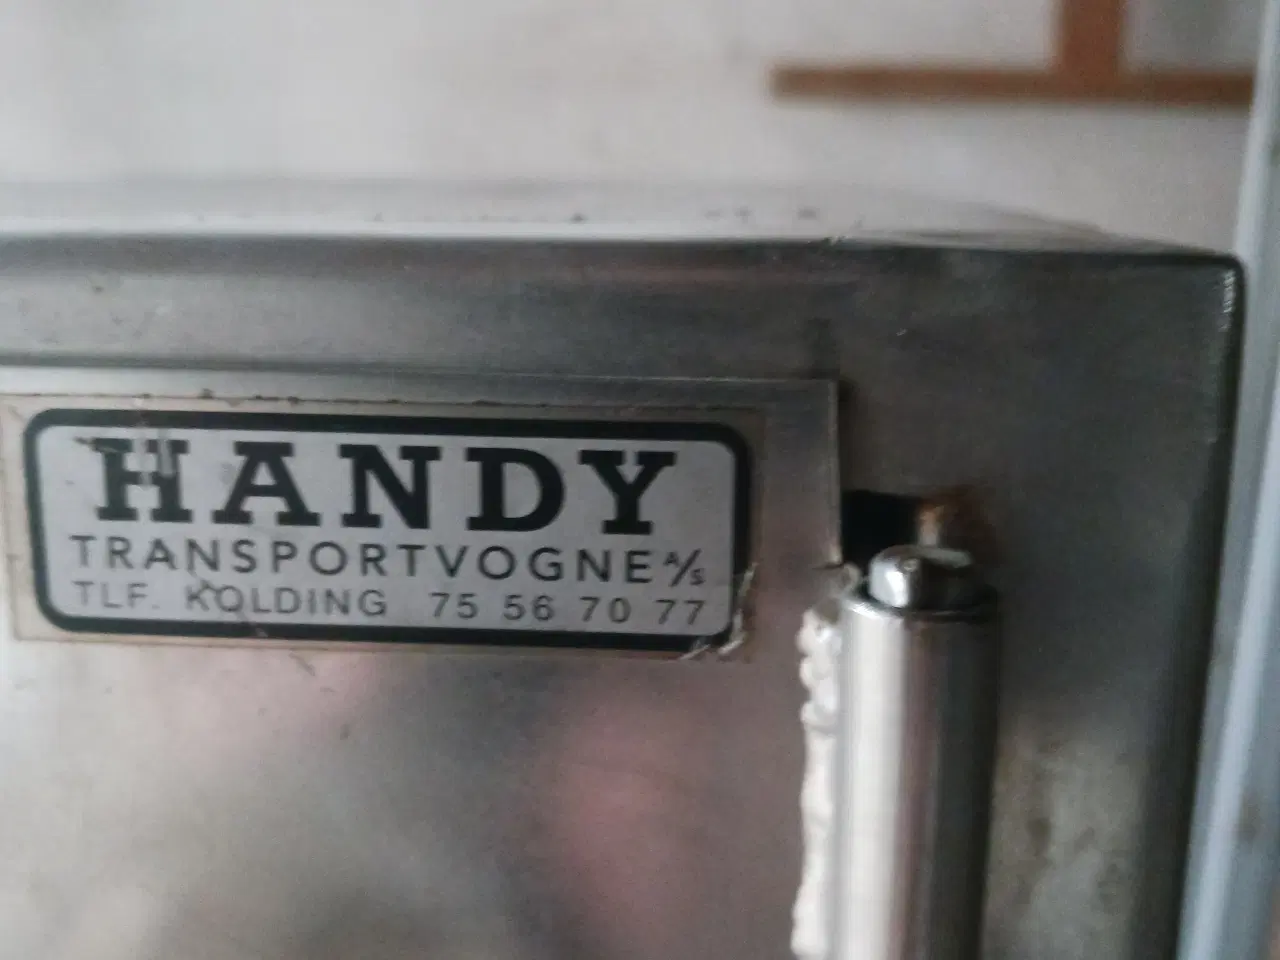 HANDY
TRANSPORTVOGNE A/S
TLF. KOLDING 75 56 70 77